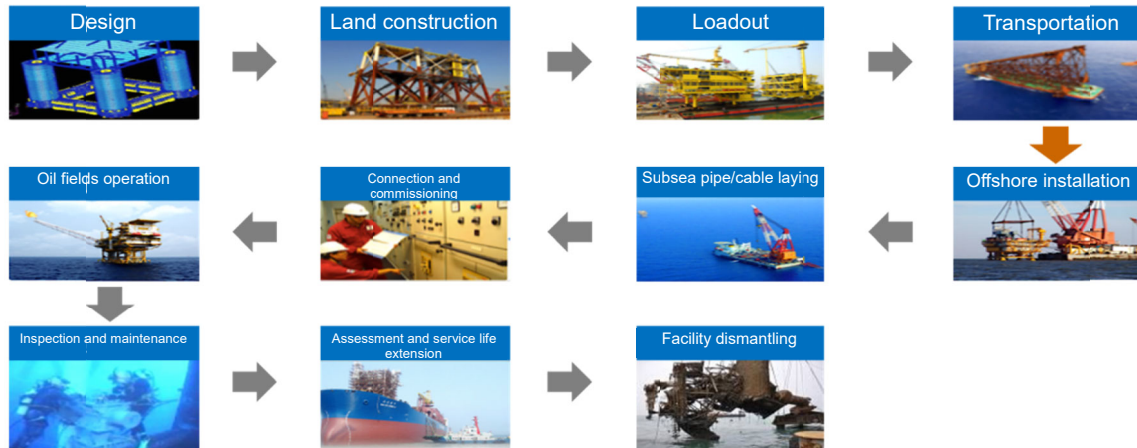 Design
Land construction
Loadout
Transportation
Oil fields operation
Connection and
commissioning
Subsea pipe/cable laying
Offshore installation
Inspection and maintenance
Assessment and service life
extension
Facility dismantling